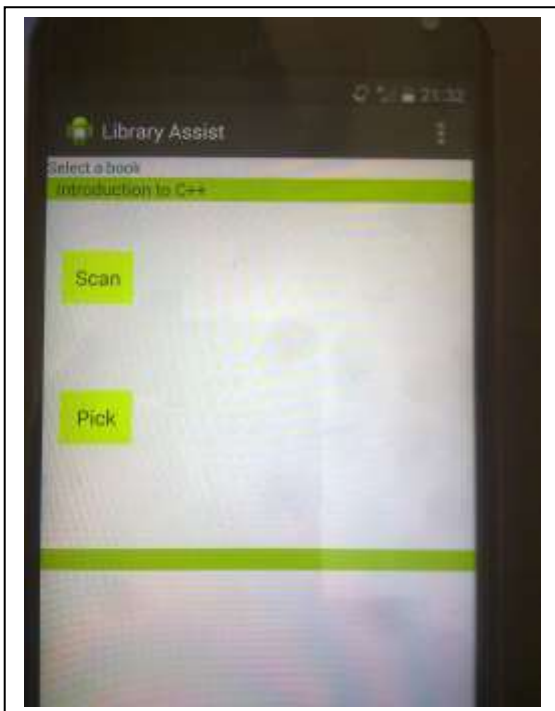 21:32
Library Assist
Select a book
Introduction to C++
Scan
Pick